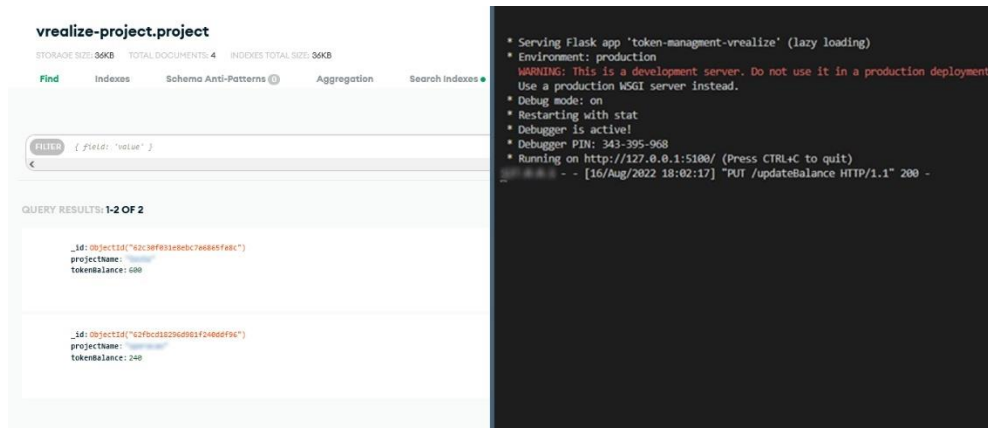 vrealize-project.project
STORAGE SIZE: 36KB TOTAL DOCUMENTS: 4 INDEXES TOTAL SIZE: 36KB
Find Indexes Schema Anti-Patterns 0 Aggregation Search Indexes
FILTER { field: 'value' }
QUERY RESULTS: 1-2 OF 2
_id: ObjectId("62c30f031e8ebc7a6865fa8c")
projectName:
tokenBalance: 600
_id: ObjectId("62fbcd18296d981f240ddf96")
projectName:
tokenBalance: 240
* Serving Flask app 'token-managment-vrealize' (lazy loading)
* Environment: production
WARNING: This is a development server. Do not use it in a production deployment
Use a production WSGI server instead.
* Debug mode: on
* Restarting with stat
* Debugger is active!
* Debugger PIN: 343-395-968
* Running on http://127.0.0.1:5100/ (Press CTRL+C to quit)
- - [16/Aug/2022 18:02:17] "PUT /updateBalance HTTP/1.1" 200 -